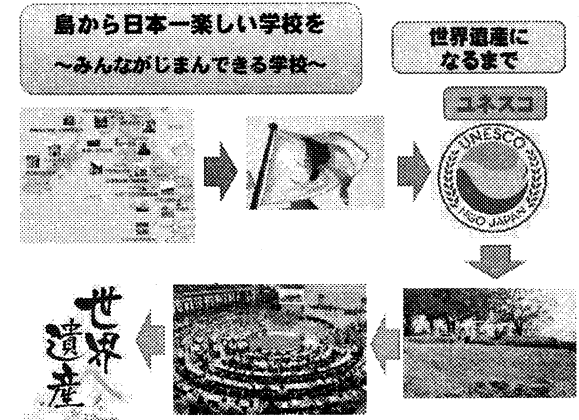 島から日本一楽しい学校を
～みんながじまんできる学校～
世界遺産に
なるまで
ユネスコ
UNESCO
NGO JAPAN
世界
遺産